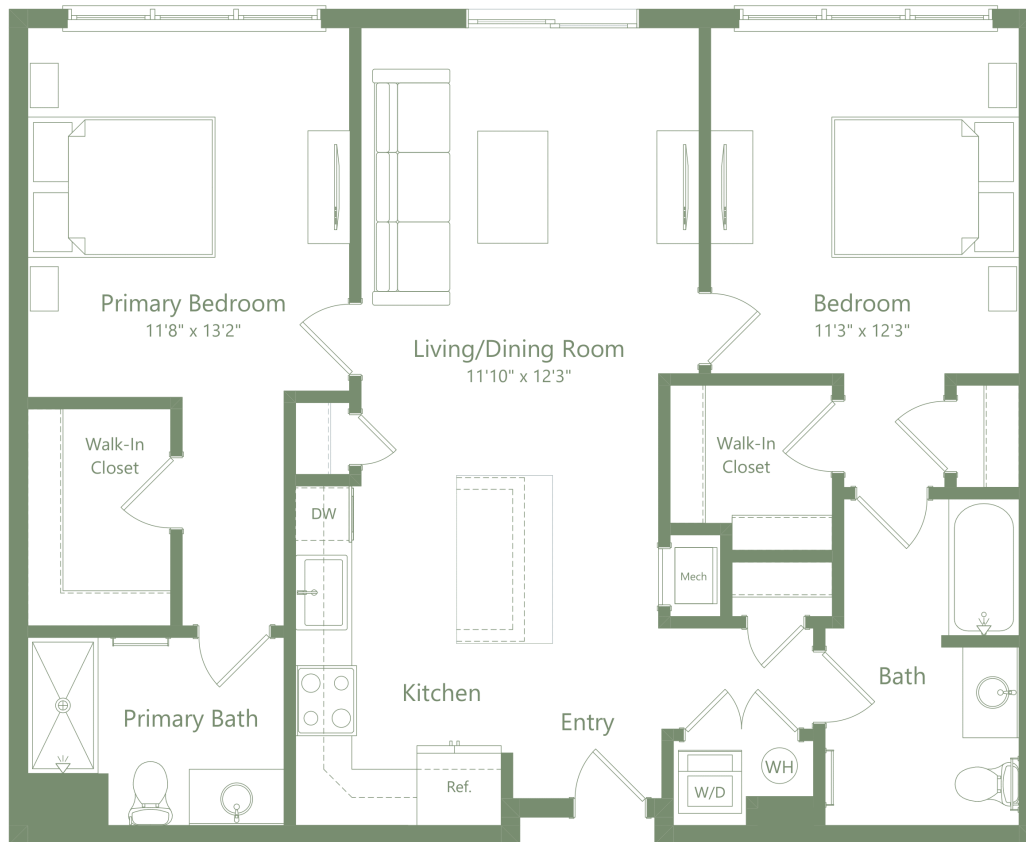 Primary Bedroom
11'8" x 13'2"
Living/Dining Room
11'10" x 12'3"
Bedroom
11'3" x 12'3"
Walk-In
Closet
Walk-In
Closet
DW
Mech
Kitchen
Entry
Bath
Primary Bath
Ref.
W/D
WH